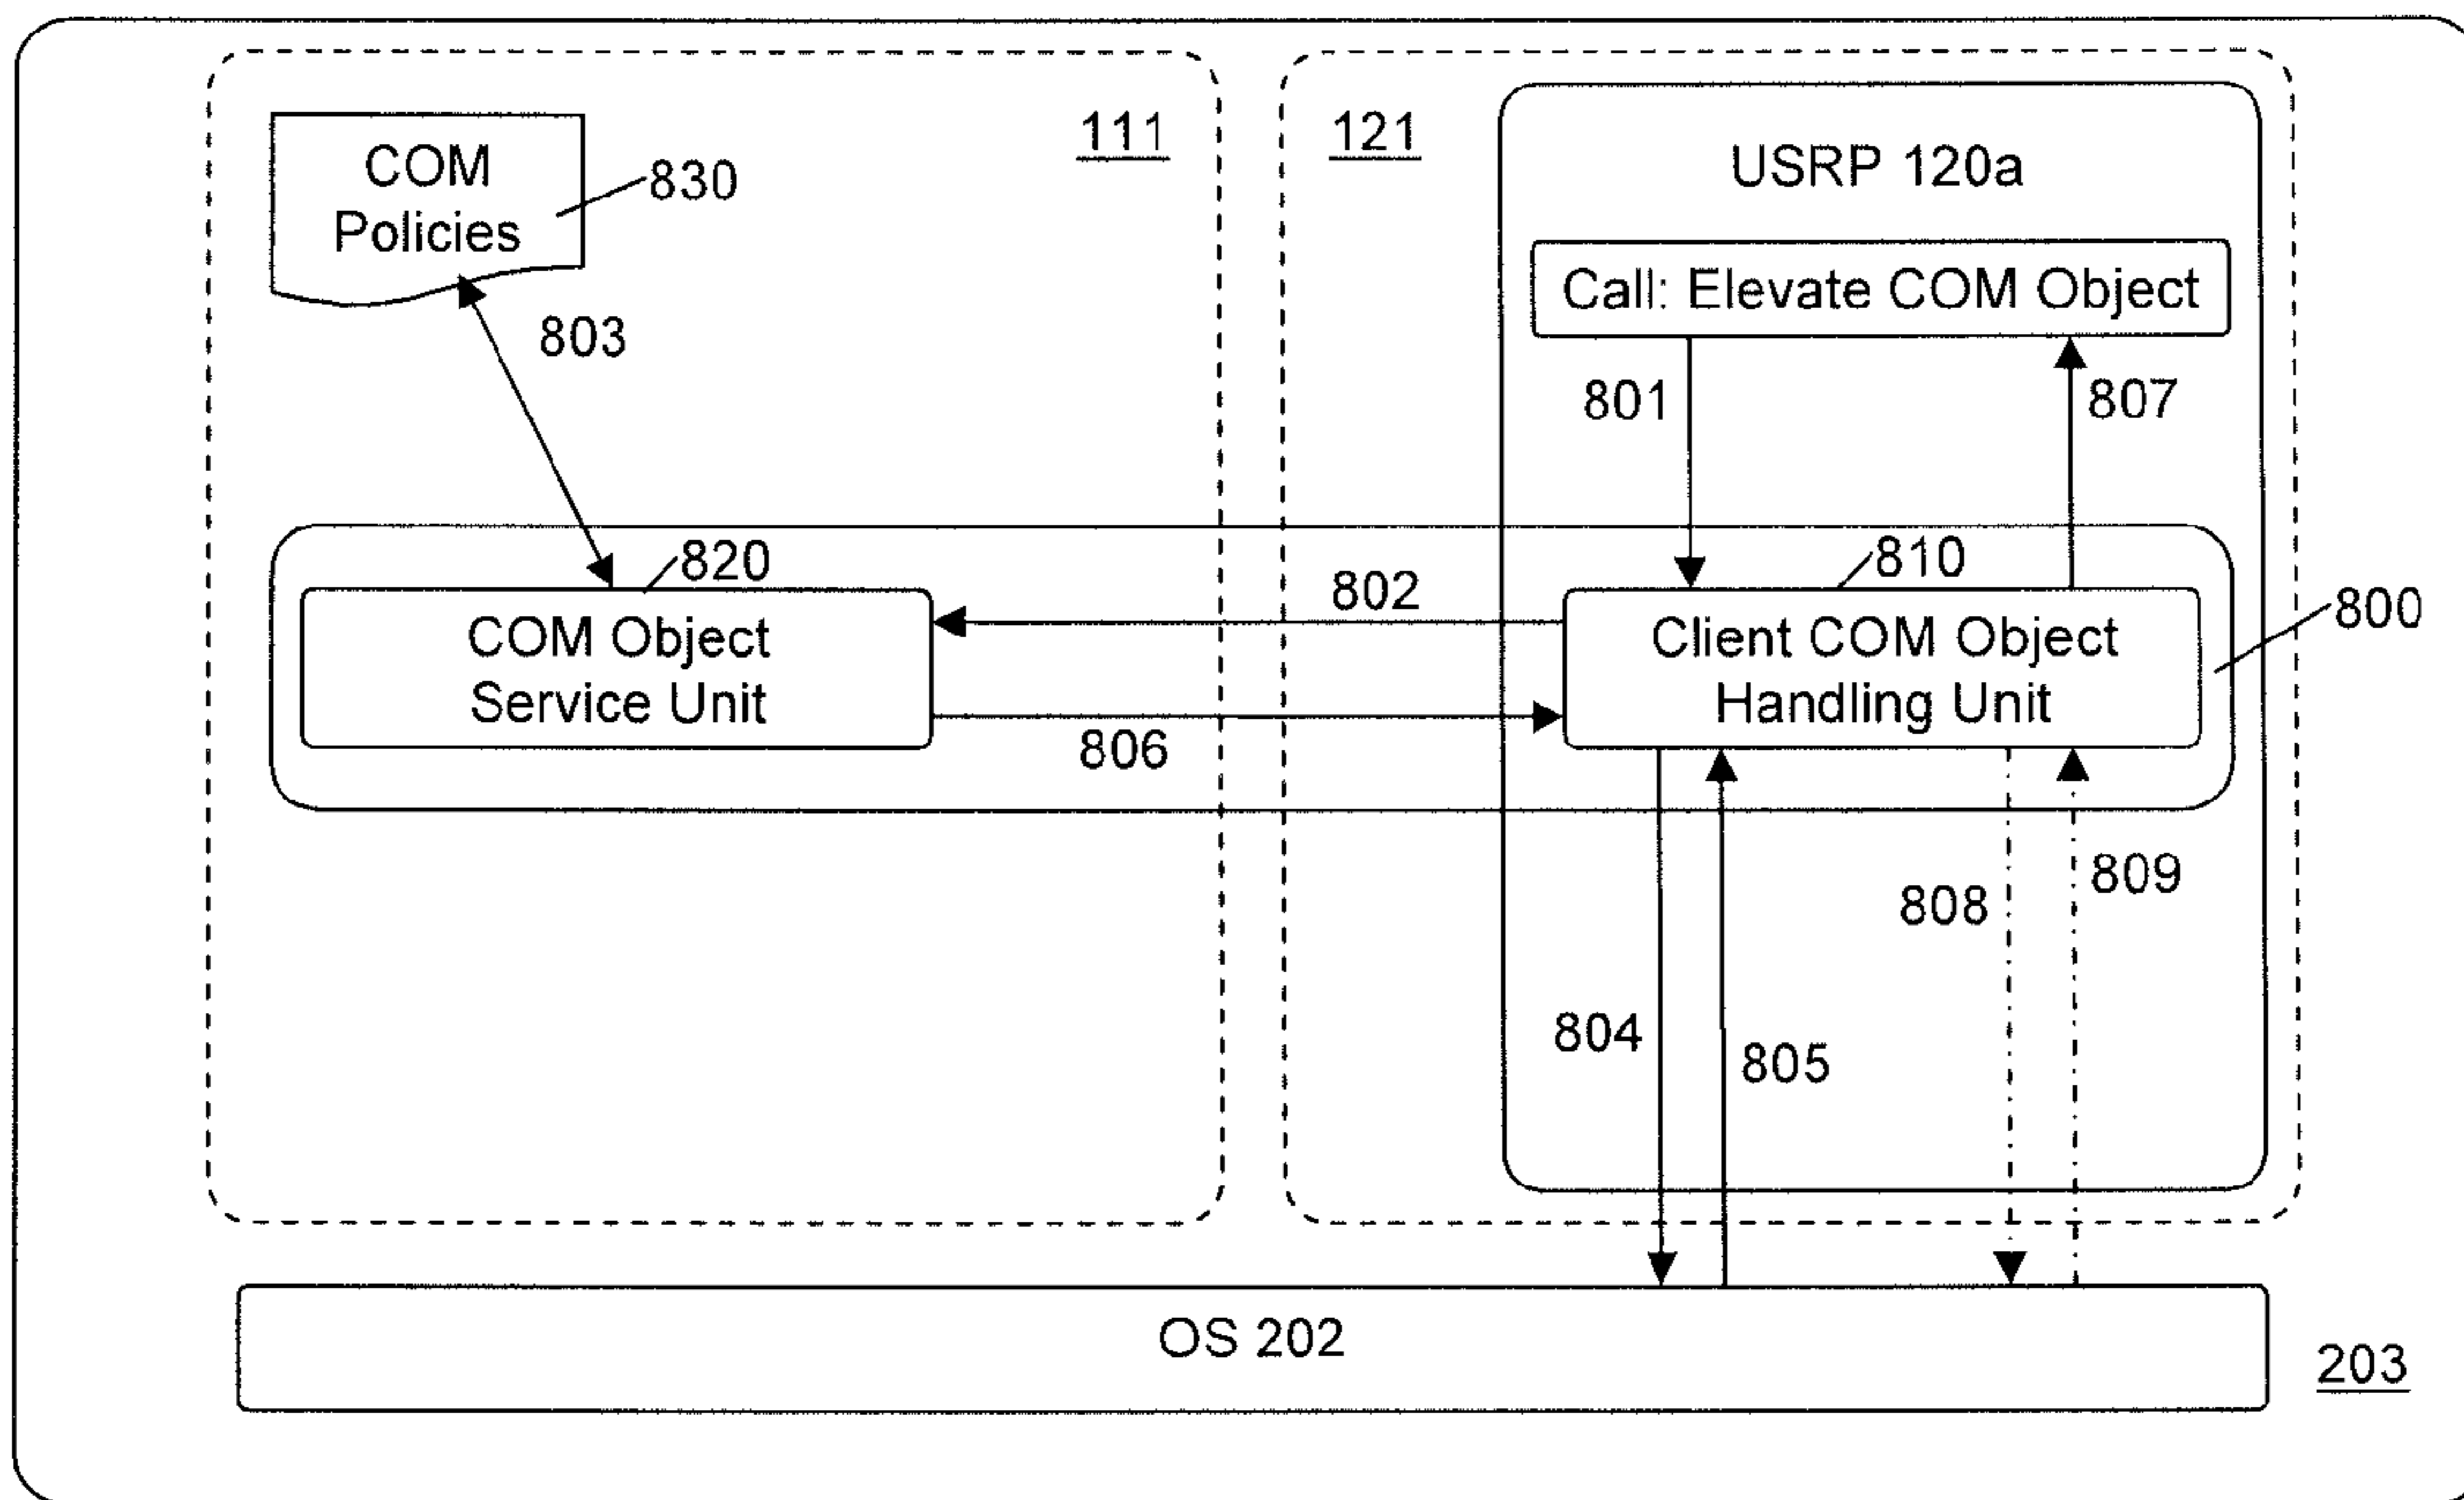 111
121
COM
Policies
830
USRP 120a
Call: Elevate COM Object
803
801
807
820
810
802
800
COM Object
Service Unit
Client COM Object
Handling Unit
806
809
808
804
805
OS 202
203